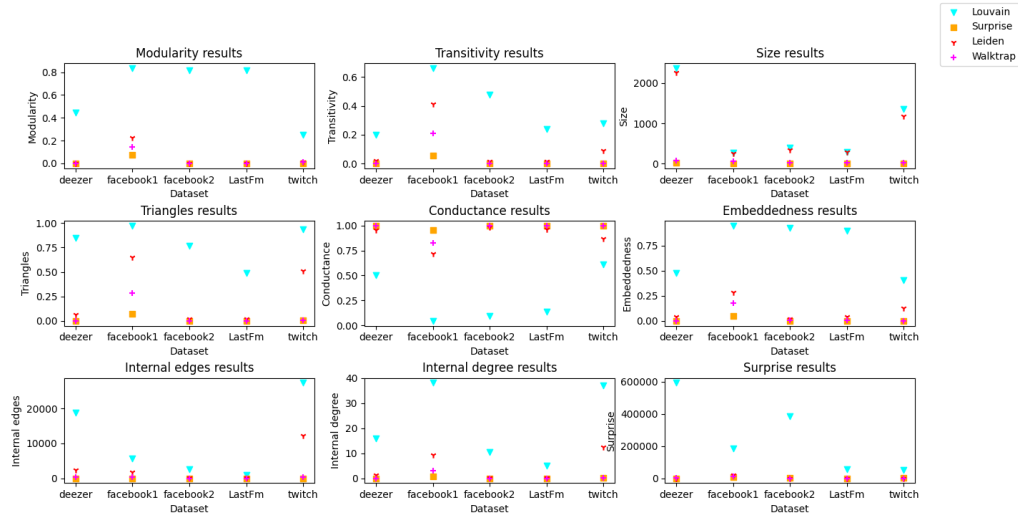 Louvain
Surprise
Leiden
Walktrap
Modularity results
Modularity
0.8
0.6
0.4
0.2
0.0
deezer facebook1 facebook2 LastFm twitch
Dataset
Transitivity results
Transitivity
0.6
0.4
0.2
0.0
deezer facebook1 facebook2 LastFm twitch
Dataset
Size results
Size
2000
1000
0
deezer facebook1 facebook2 LastFm twitch
Dataset
Triangles results
Triangles
1.00
0.75
0.50
0.25
0.00
deezer facebook1 facebook2 LastFm twitch
Dataset
Conductance results
Conductance
1.00
0.75
0.50
0.25
0.00
deezer facebook1 facebook2 LastFm twitch
Dataset
Embeddedness results
Embeddedness
0.75
0.50
0.25
0.00
deezer facebook1 facebook2 LastFm twitch
Dataset
Internal edges results
Internal edges
20000
10000
0
deezer facebook1 facebook2 LastFm twitch
Dataset
Internal degree results
Internal degree
40
30
20
10
0
deezer facebook1 facebook2 LastFm twitch
Dataset
Surprise results
Surprise
600000
400000
200000
0
deezer facebook1 facebook2 LastFm twitch
Dataset